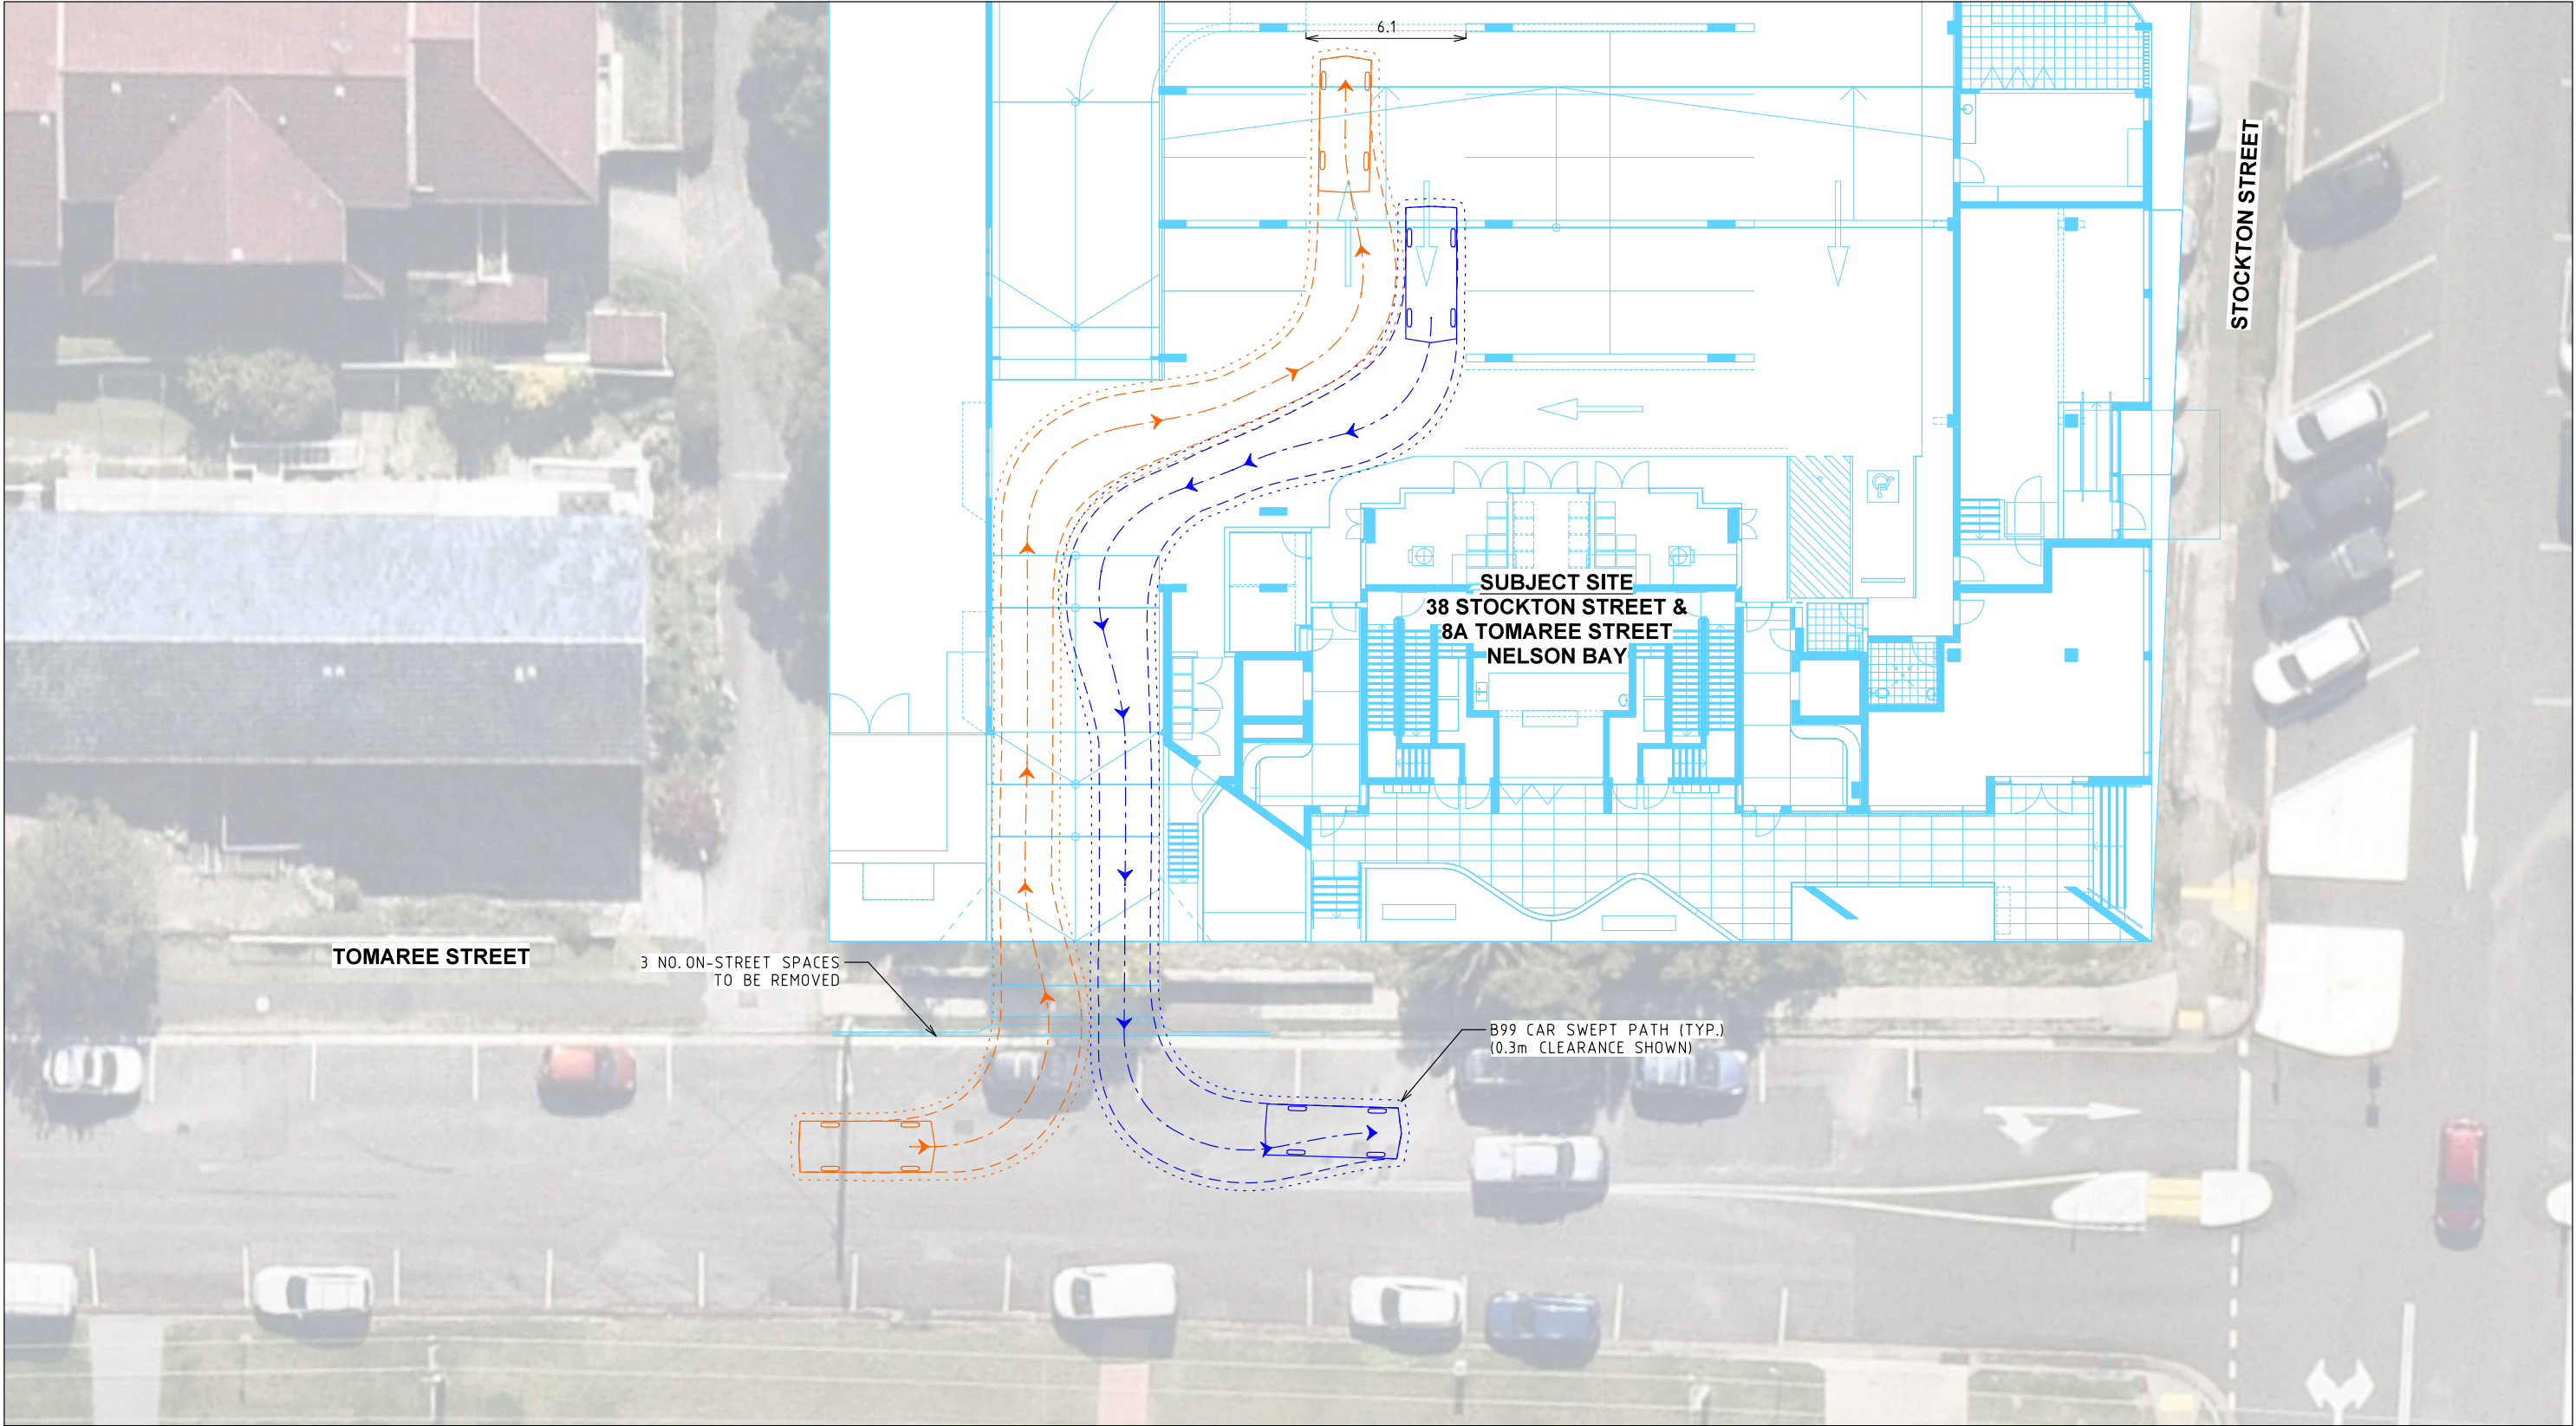 6.1
STOCKTON STREET
SUBJECT SITE
38 STOCKTON STREET &
8A TOMAREE STREET
NELSON BAY
TOMAREE STREET
3 NO. ON-STREET SPACES
TO BE REMOVED
B99 CAR SWEPT PATH (TYP.)
(0.3m CLEARANCE SHOWN)